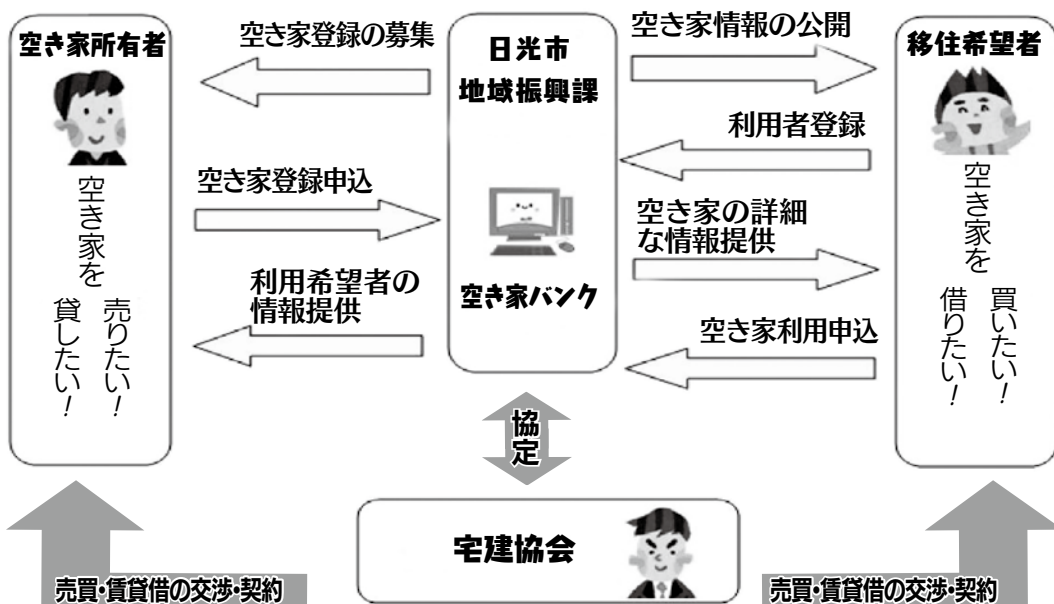 空き家所有者
空き家を
売りたい!
貸したい!
空き家登録の募集
空き家登録申込
利用希望者の
情報提供
日光市
地域振興課
空き家バンク
空き家情報の公開
利用者登録
空き家の詳細
な情報提供
空き家利用申込
移住希望者
空き家を
買いたい!
借りたい!
協定
宅建協会
売買・賃貸借の交渉・契約
売買・賃貸借の交渉・契約